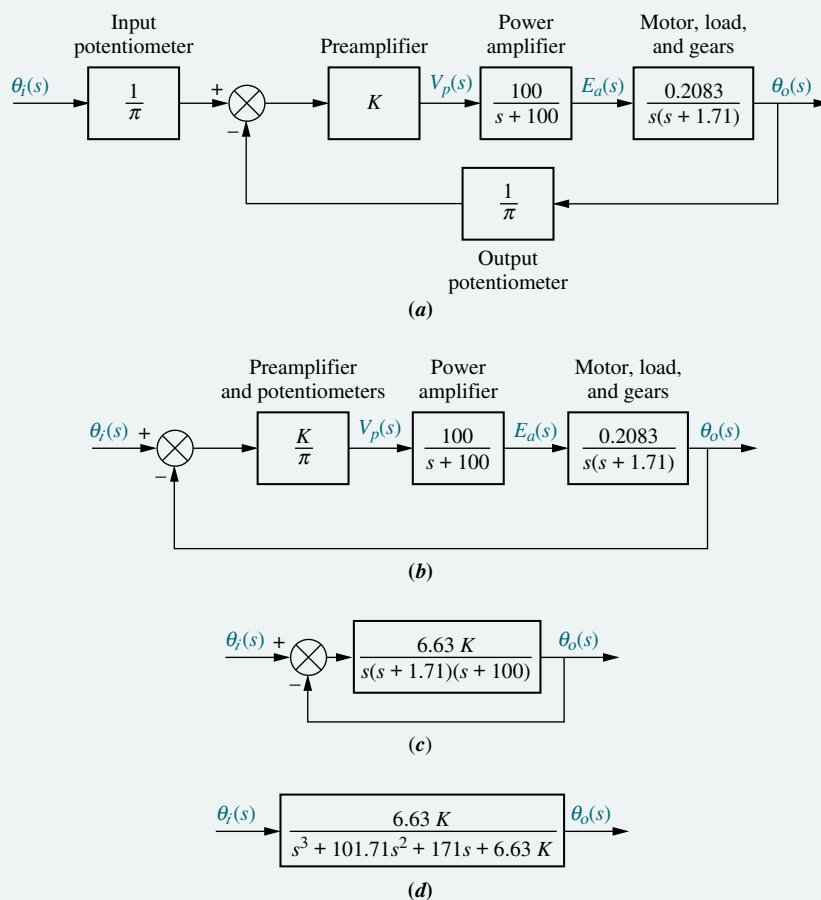 Input potentiometer
Preamplifier
Power amplifier
Motor, load, and gears
θi(s)
1/π
+
−
K
Vp(s)
100/(s + 100)
Ea(s)
0.2083/(s(s + 1.71))
θo(s)
1/π
Output potentiometer
(a)
Preamplifier and potentiometers
Power amplifier
Motor, load, and gears
θi(s)
+
−
K/π
Vp(s)
100/(s + 100)
Ea(s)
0.2083/(s(s + 1.71))
θo(s)
(b)
θi(s)
+
−
6.63 K/(s(s + 1.71)(s + 100))
θo(s)
(c)
θi(s)
6.63 K/(s³ + 101.71s² + 171s + 6.63 K)
θo(s)
(d)